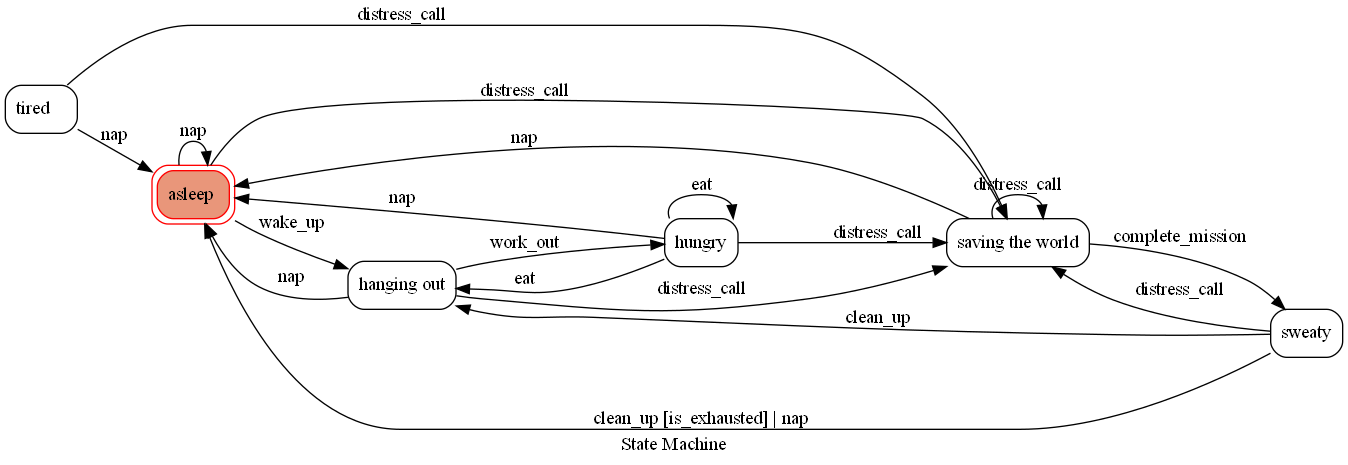 distress_call
distress_call
tired
nap
nap
nap
asleep
distress_call
eat
nap
wake_up
hungry
distress_call
saving the world
complete_mission
work_out
nap
hanging out
eat
distress_call
distress_call
clean_up
sweaty
clean_up [is_exhausted] | nap
State Machine